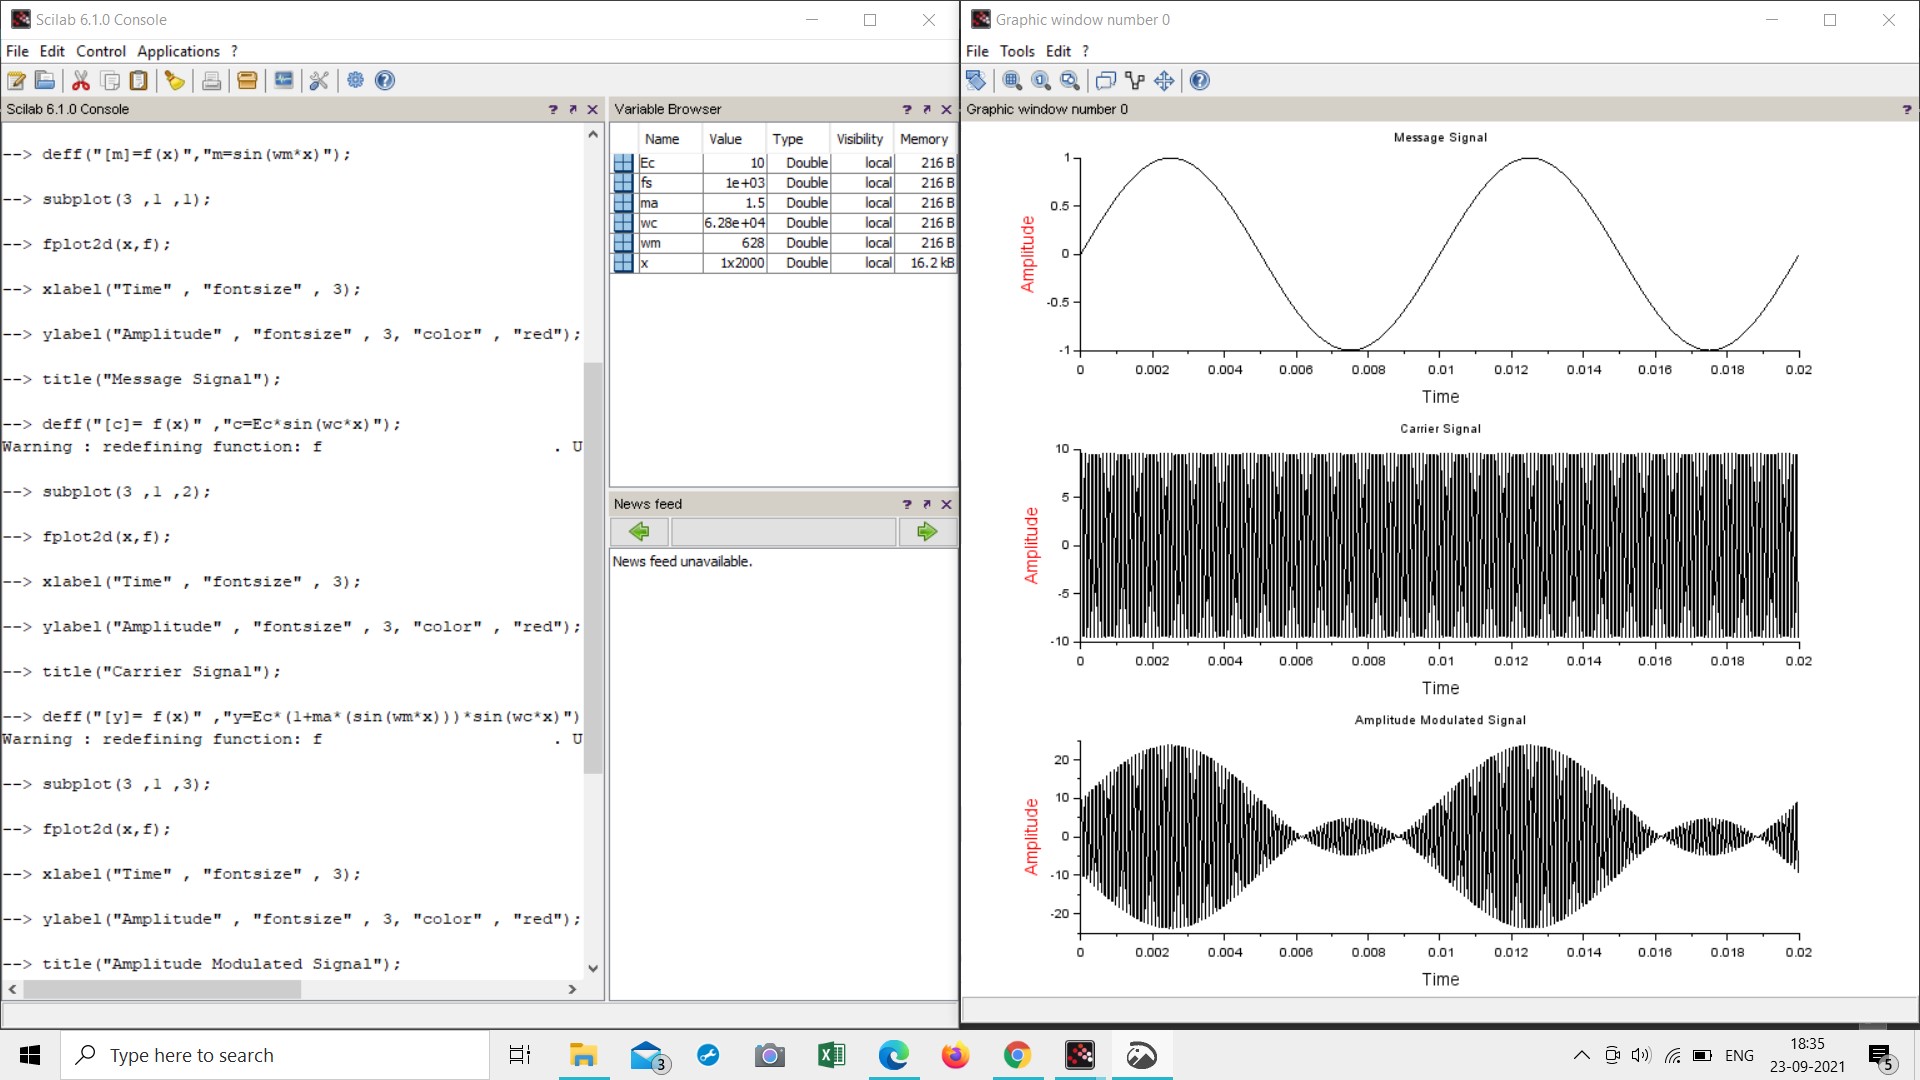 Scilab 6.1.0 Console
File Edit Control Applications ?
Scilab 6.1.0 Console
--> deff("[m]=f(x)","m=sin(wm*x)");
--> subplot(3 ,1 ,1);
--> fplot2d(x,f);
--> xlabel("Time" , "fontsize" , 3);
--> ylabel("Amplitude" , "fontsize" , 3, "color" , "red");
--> title("Message Signal");
--> deff("[c]= f(x)" ,"c=Ec*sin(wc*x)");
Warning : redefining function: f . U
--> subplot(3 ,1 ,2);
--> fplot2d(x,f);
--> xlabel("Time" , "fontsize" , 3);
--> ylabel("Amplitude" , "fontsize" , 3, "color" , "red");
--> title("Carrier Signal");
--> deff("[y]= f(x)" ,"y=Ec*(1+ma*(sin(wm*x)))*sin(wc*x)")
Warning : redefining function: f . U
--> subplot(3 ,1 ,3);
--> fplot2d(x,f);
--> xlabel("Time" , "fontsize" , 3);
--> ylabel("Amplitude" , "fontsize" , 3, "color" , "red");
--> title("Amplitude Modulated Signal");
Variable Browser
Name Value Type Visibility Memory
Ec 10 Double local 216 B
fs 1e+03 Double local 216 B
ma 1.5 Double local 216 B
wc 6.28e+04 Double local 216 B
wm 628 Double local 216 B
x 1x2000 Double local 16.2 kB
News feed
News feed unavailable.
Graphic window number 0
File Tools Edit ?
Graphic window number 0
Message Signal
Amplitude
1
0.5
0
-0.5
-1
0 0.002 0.004 0.006 0.008 0.01 0.012 0.014 0.016 0.018 0.02
Time
Carrier Signal
Amplitude
10
5
0
-5
-10
0 0.002 0.004 0.006 0.008 0.01 0.012 0.014 0.016 0.018 0.02
Time
Amplitude Modulated Signal
Amplitude
20
10
0
-10
-20
0 0.002 0.004 0.006 0.008 0.01 0.012 0.014 0.016 0.018 0.02
Time
Type here to search
3
ENG
18:35
23-09-2021
5